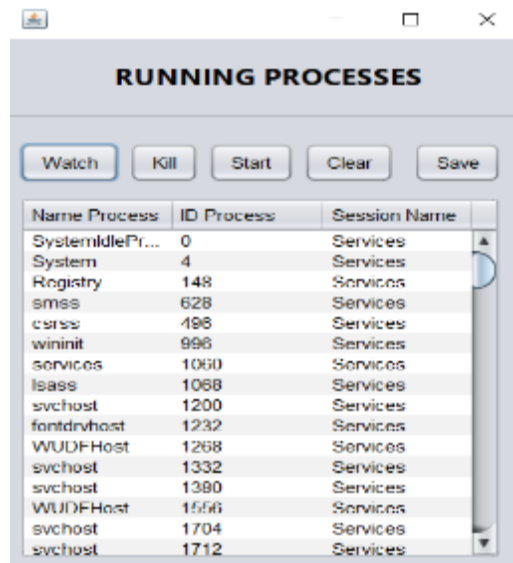 RUNNING PROCESSES
Watch Kill Start Clear Save
Name Process ID Process Session Name
SystemIdlePr... 0 Services
System 4 Services
Registry 148 Services
smss 628 Services
csrss 496 Services
wininit 996 Services
services 1060 Services
lsass 1068 Services
svchost 1200 Services
fontdrvhost 1232 Services
WUDFHost 1268 Services
svchost 1332 Services
svchost 1380 Services
WUDFHost 1556 Services
svchost 1704 Services
svchost 1712 Services